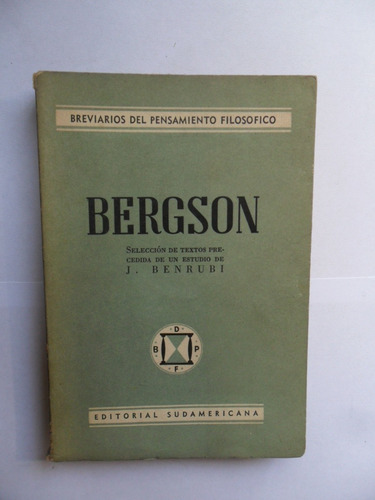 BREVIARIOS DEL PENSAMIENTO FILOSOFICO
BERGSON
SELECCIÓN DE TEXTOS PRE-
CEDIDA DE UN ESTUDIO DE
J. BENRUBI
D
B P
F
EDITORIAL SUDAMERICANA